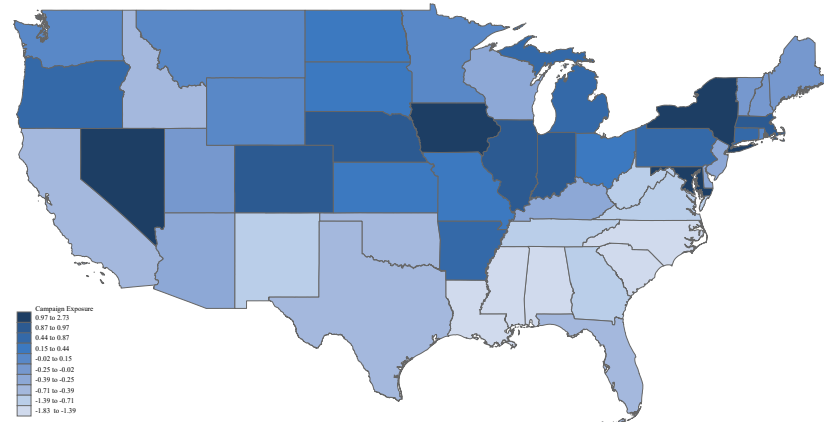 Campaign Exposure
0.97 to 2.73
0.87 to 0.97
0.44 to 0.87
0.15 to 0.44
-0.02 to 0.15
-0.25 to -0.02
-0.39 to -0.25
-0.71 to -0.39
-1.39 to -0.71
-1.83 to -1.39